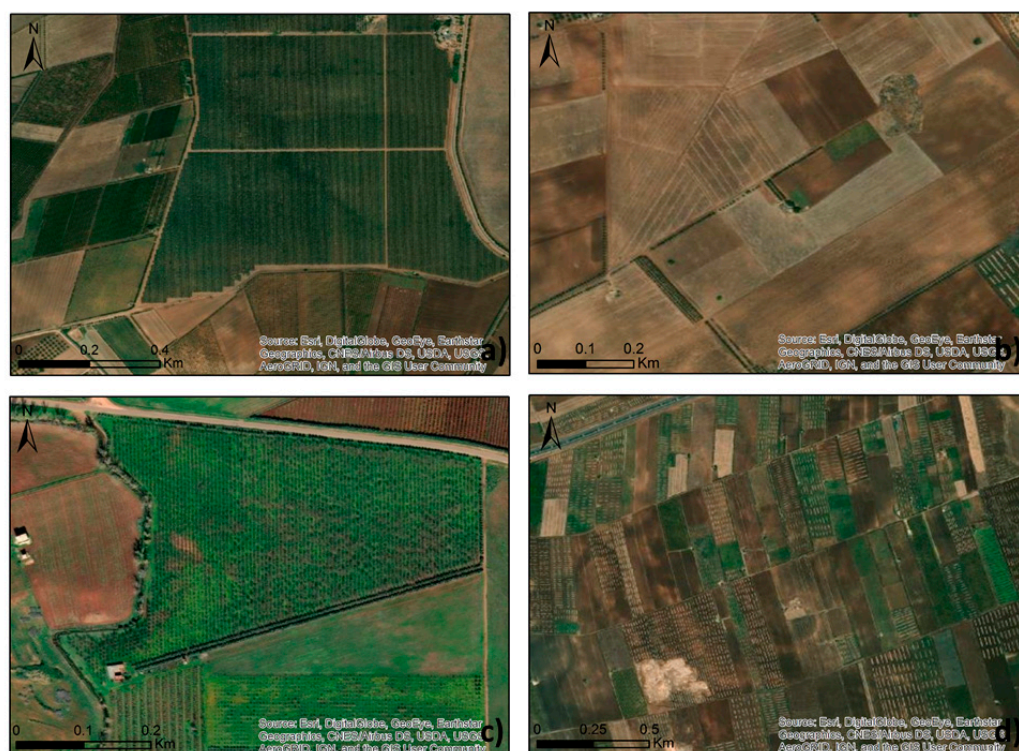 N
a)
0 0.2 0.4
Km
Source: Esri, DigitalGlobe, GeoEye, Earthstar
Geographics, CNES/Airbus DS, USDA, USGS,
AeroGRID, IGN, and the GIS User Community
N
b)
0 0.1 0.2
Km
Source: Esri, DigitalGlobe, GeoEye, Earthstar
Geographics, CNES/Airbus DS, USDA, USGS,
AeroGRID, IGN, and the GIS User Community
N
c)
0 0.1 0.2
Km
Source: Esri, DigitalGlobe, GeoEye, Earthstar
Geographics, CNES/Airbus DS, USDA, USGS,
AeroGRID, IGN, and the GIS User Community
N
d)
0 0.25 0.5
Km
Source: Esri, DigitalGlobe, GeoEye, Earthstar
Geographics, CNES/Airbus DS, USDA, USGS,
AeroGRID, IGN, and the GIS User Community